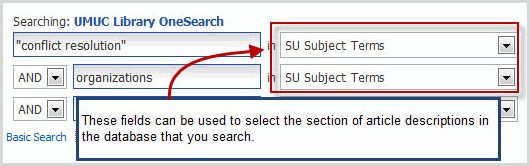 Searching: UMUC Library OneSearch
"conflict resolution" in SU Subject Terms
AND organizations in SU Subject Terms
AND
These fields can be used to select the section of article descriptions in
the database that you search.
Basic Search